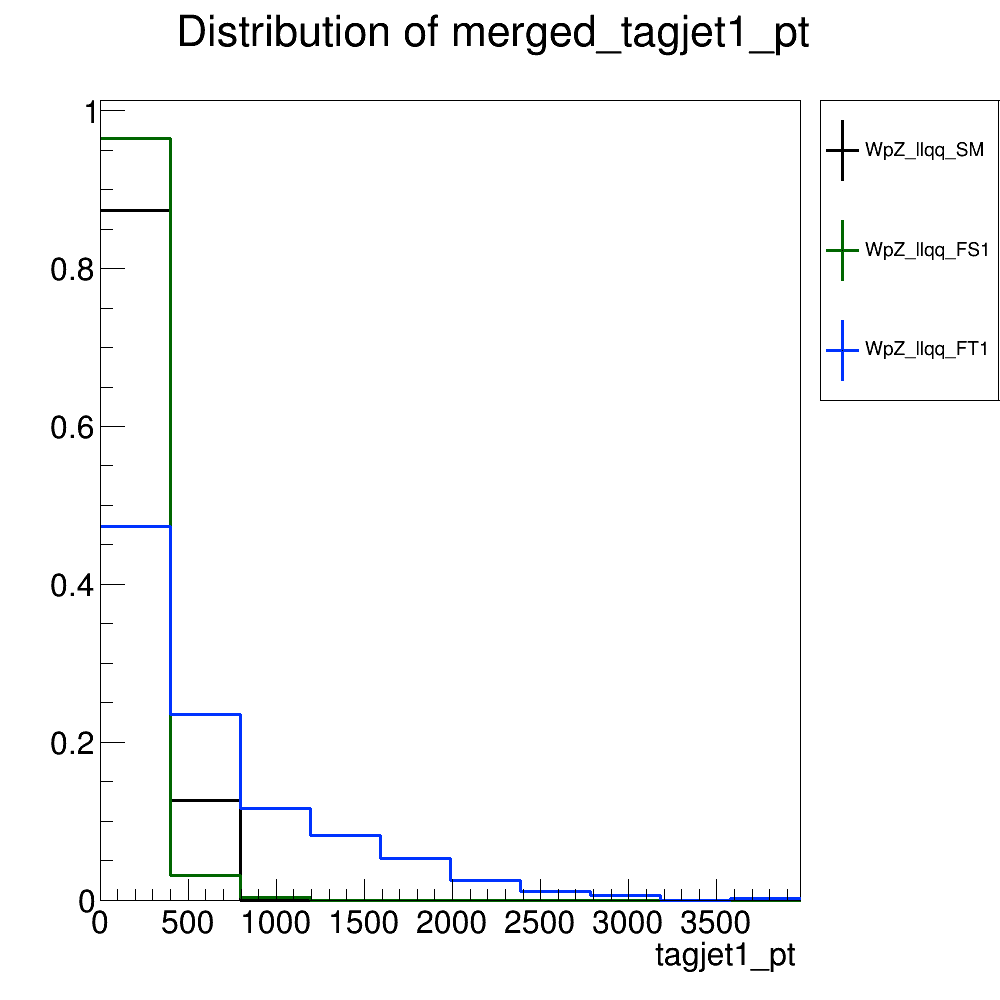 Distribution of merged_tagjet1_pt
1
0.8
0.6
0.4
0.2
0
0 500 1000 1500 2000 2500 3000 3500
tagjet1_pt
WpZ_llqq_SM
WpZ_llqq_FS1
WpZ_llqq_FT1